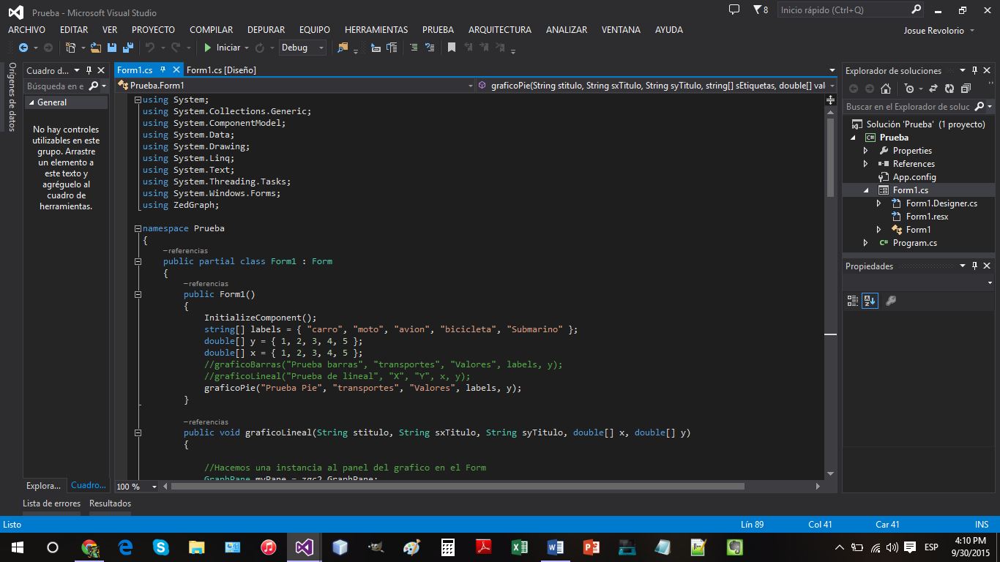 Prueba - Microsoft Visual Studio
8
Inicio rápido (Ctrl+Q)
ARCHIVO EDITAR VER PROYECTO COMPILAR DEPURAR EQUIPO HERRAMIENTAS PRUEBA ARQUITECTURA ANALIZAR VENTANA AYUDA
Josue Revolorio
Iniciar Debug
Orígenes de datos
Cuadro d...
Búsqueda en e
General
No hay controles
utilizables en este
grupo. Arrastre
un elemento a
este texto y
agréguelo al
cuadro de
herramientas.
Explora... Cuadro...
Form1.cs Form1.cs [Diseño]
Prueba.Form1 graficoPie(String stitulo, String sxTitulo, String syTitulo, string[] sEtiquetas, double[] val
using System;
using System.Collections.Generic;
using System.ComponentModel;
using System.Data;
using System.Drawing;
using System.Linq;
using System.Text;
using System.Threading.Tasks;
using System.Windows.Forms;
using ZedGraph;
namespace Prueba
{
—referencias
public partial class Form1 : Form
{
—referencias
public Form1()
{
InitializeComponent();
string[] labels = { "carro", "moto", "avion", "bicicleta", "Submarino" };
double[] y = { 1, 2, 3, 4, 5 };
double[] x = { 1, 2, 3, 4, 5 };
//graficoBarras("Prueba barras", "transportes", "Valores", labels, y);
//graficoLineal("Prueba de lineal", "X", "Y", x, y);
graficoPie("Prueba Pie", "transportes", "Valores", labels, y);
}
—referencias
public void graficoLineal(String stitulo, String sxTitulo, String syTitulo, double[] x, double[] y)
{
//Hacemos una instancia al panel del grafico en el Form
GraphPane myPane = zgc2.GraphPane;
100 %
Explorador de soluciones
Buscar en el Explorador de soluc
Solución 'Prueba' (1 proyecto)
C# Prueba
Properties
References
App.config
Form1.cs
Form1.Designer.cs
Form1.resx
Form1
C# Program.cs
Propiedades
Lista de errores Resultados
Listo Lín 89 Col 41 Car 41 INS
ESP
4:10 PM
9/30/2015